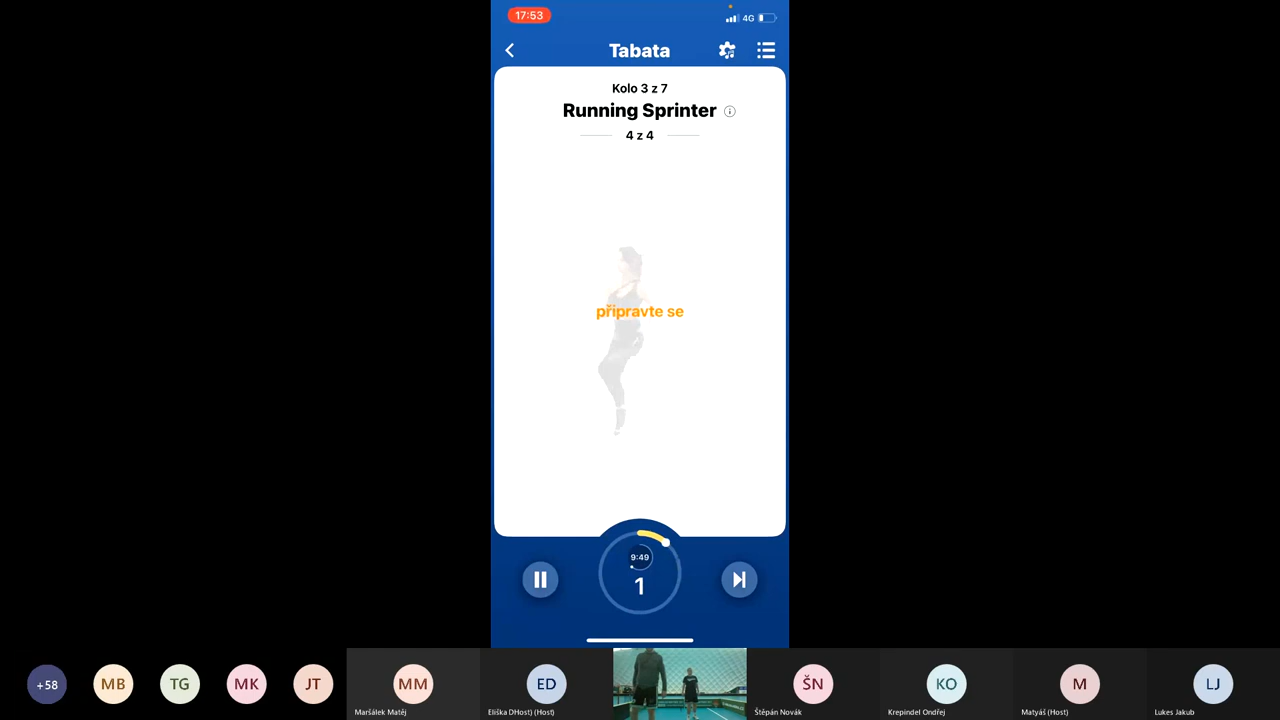 17:53
4G
Tabata
Kolo 3 z 7
Running Sprinter
4 z 4
připravte se
9:49
1
+58
MB
TG
MK
JT
MM
Maršálek Matěj
ED
Eliška DHost) (Host)
ŠN
Štěpán Novák
KO
Krepindel Ondřej
M
Matyáš (Host)
LJ
Lukes Jakub